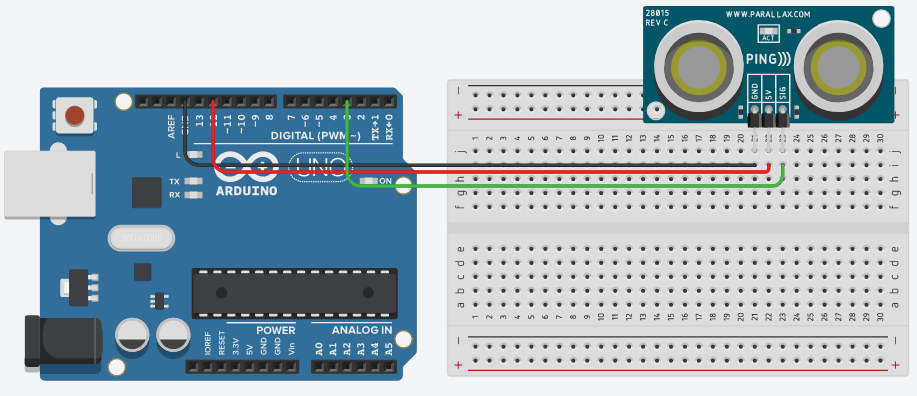 28015
REV C
WWW.PARALLAX.COM
ACT
PING)))
GND
5V
SIG
AREF
13
12
~11
~10
~9
8
7
~6
~5
4
2
TX→1
RX←0
DIGITAL (PWM~)
L
TX
RX
UNO
ON
ARDUINO
POWER
ANALOG IN
IOREF
RESET
3.3V
5V
GND
GND
Vin
A0
A1
A2
A3
A4
A5
1 2 3 4 5 6 7 8 9 10 11 12 13 14 15 16 17 18 19 20 24 25 26 27 28 29 30
j
i
h
g
f
e
d
c
b
a
j
i
h
g
f
e
d
c
b
a
1 2 3 4 5 6 7 8 9 10 11 12 13 14 15 16 17 18 19 20 21 22 23 24 25 26 27 28 29 30